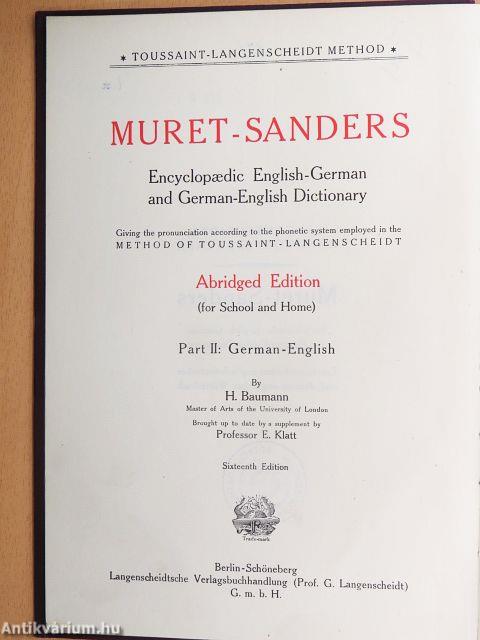 * TOUSSAINT-LANGENSCHEIDT METHOD *
MURET-SANDERS
Encyclopædic English-German
and German-English Dictionary
Giving the pronunciation according to the phonetic system employed in the
METHOD OF TOUSSAINT-LANGENSCHEIDT
Abridged Edition
(for School and Home)
Part II: German-English
By
H. Baumann
Master of Arts of the University of London
Brought up to date by a supplement by
Professor E. Klatt
Sixteenth Edition
Trade-mark
Berlin-Schöneberg
Langenscheidtsche Verlagsbuchhandlung (Prof. G. Langenscheidt)
G. m. b. H.
Antikvárium.hu